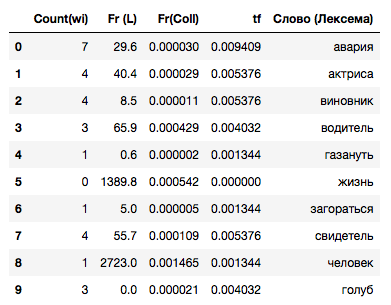 Count(wi) Fr (L) Fr(Coll) tf Слово (Лексема)
0 7 29.6 0.000030 0.009409 авария
1 4 40.4 0.000029 0.005376 актриса
2 4 8.5 0.000011 0.005376 виновник
3 3 65.9 0.000429 0.004032 водитель
4 1 0.6 0.000002 0.001344 газануть
5 0 1389.8 0.000542 0.000000 жизнь
6 1 5.0 0.000005 0.001344 загораться
7 4 55.7 0.000109 0.005376 свидетель
8 1 2723.0 0.001465 0.001344 человек
9 3 0.0 0.000021 0.004032 голуб